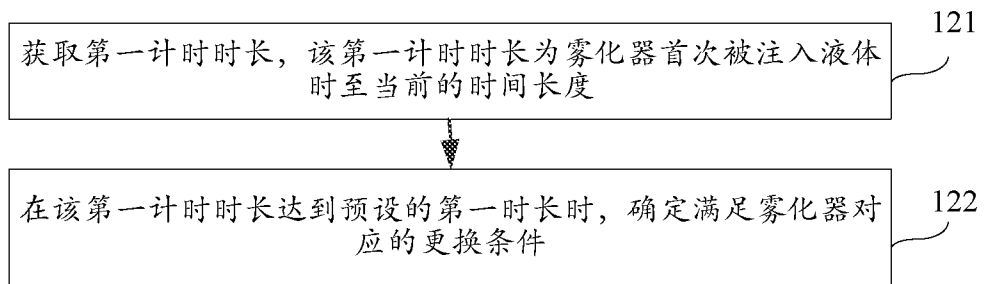 121
获取第一计时时长，该第一计时时长为雾化器首次被注入液体
时至当前的时间长度
122
在该第一计时时长达到预设的第一时长时，确定满足雾化器对
应的更换条件